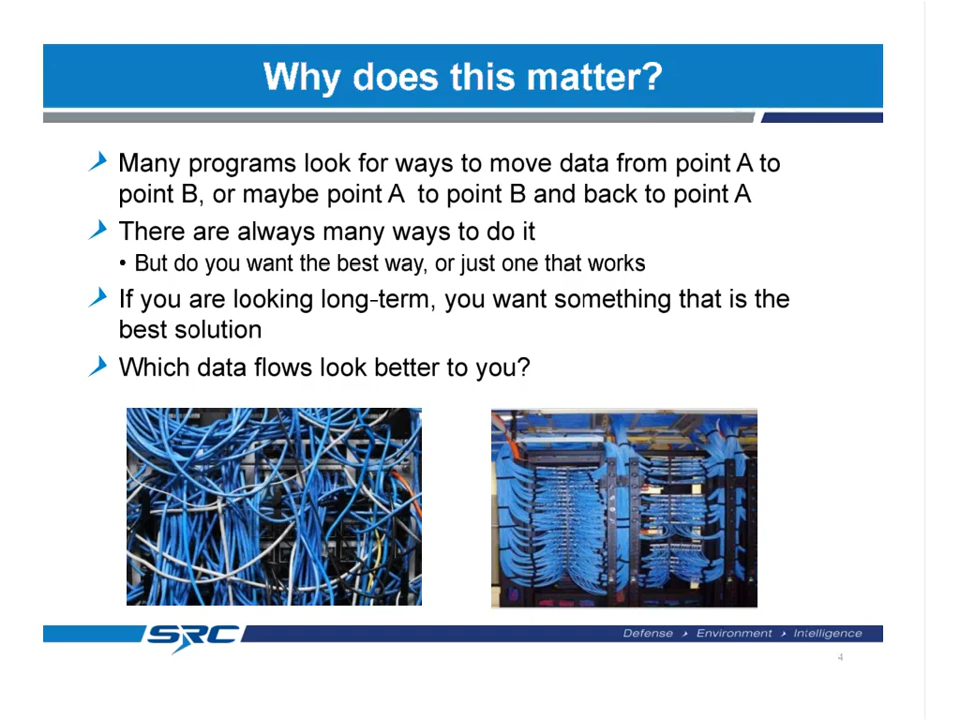 Why does this matter?
Many programs look for ways to move data from point A to
point B, or maybe point A to point B and back to point A
There are always many ways to do it
• But do you want the best way, or just one that works
If you are looking long-term, you want something that is the
best solution
Which data flows look better to you?
SRC
Defense Environment Intelligence
4